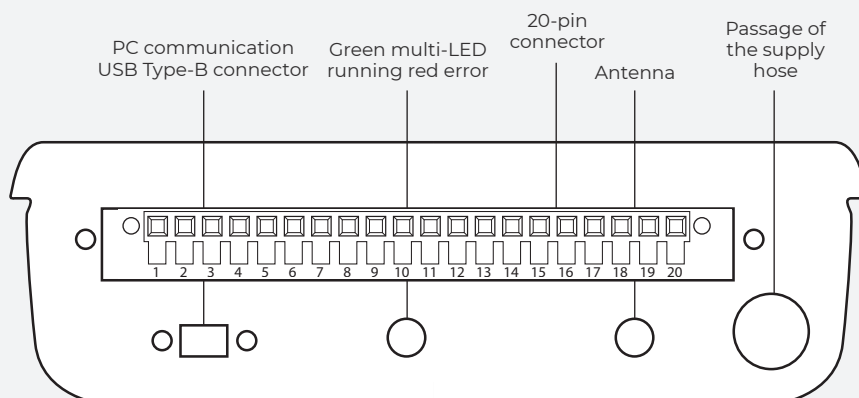 PC communication
USB Type-B connector
Green multi-LED
running red error
20-pin
connector
Antenna
Passage of
the supply
hose
1 2 3 4 5 6 7 8 9 10 11 12 13 14 15 16 17 18 19 20